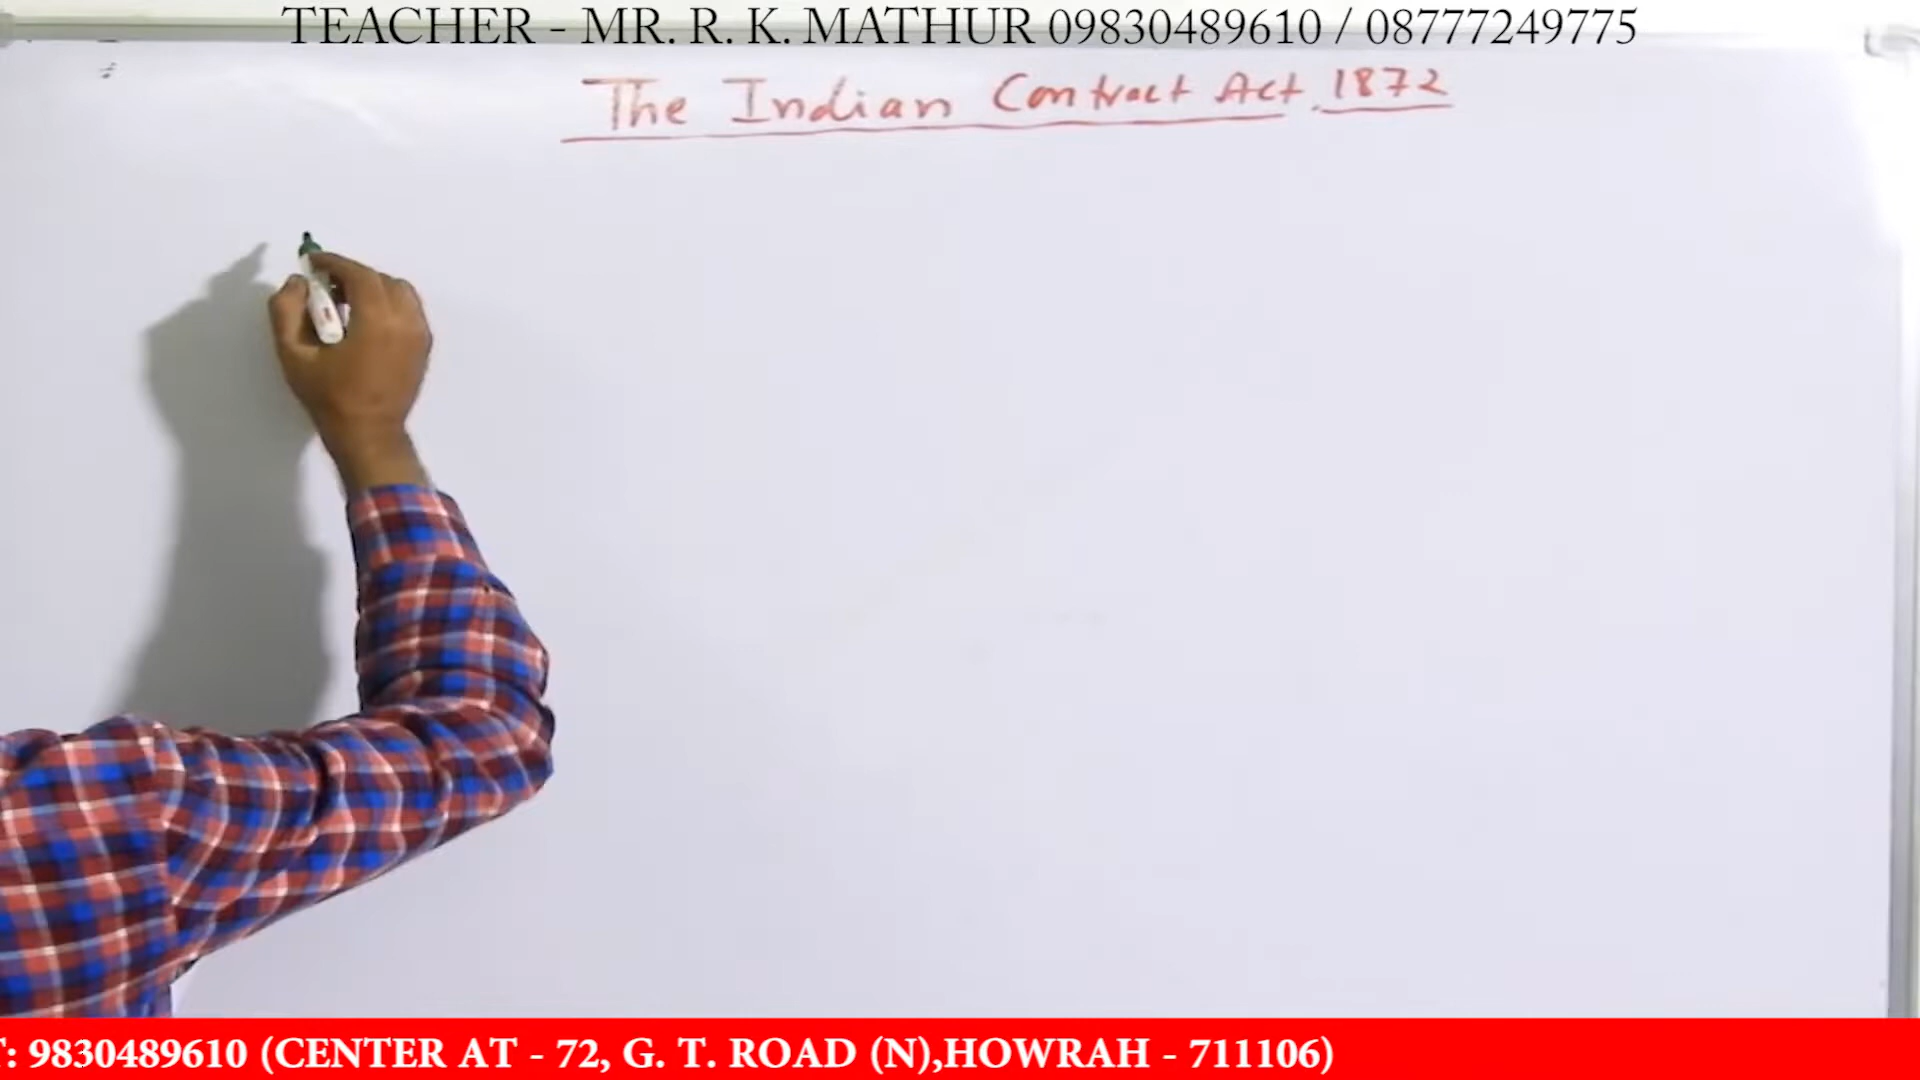 TEACHER - MR. R. K. MATHUR 09830489610 / 08777249775
The Indian Contract Act, 1872
T: 9830489610 (CENTER AT - 72, G. T. ROAD (N),HOWRAH - 711106)